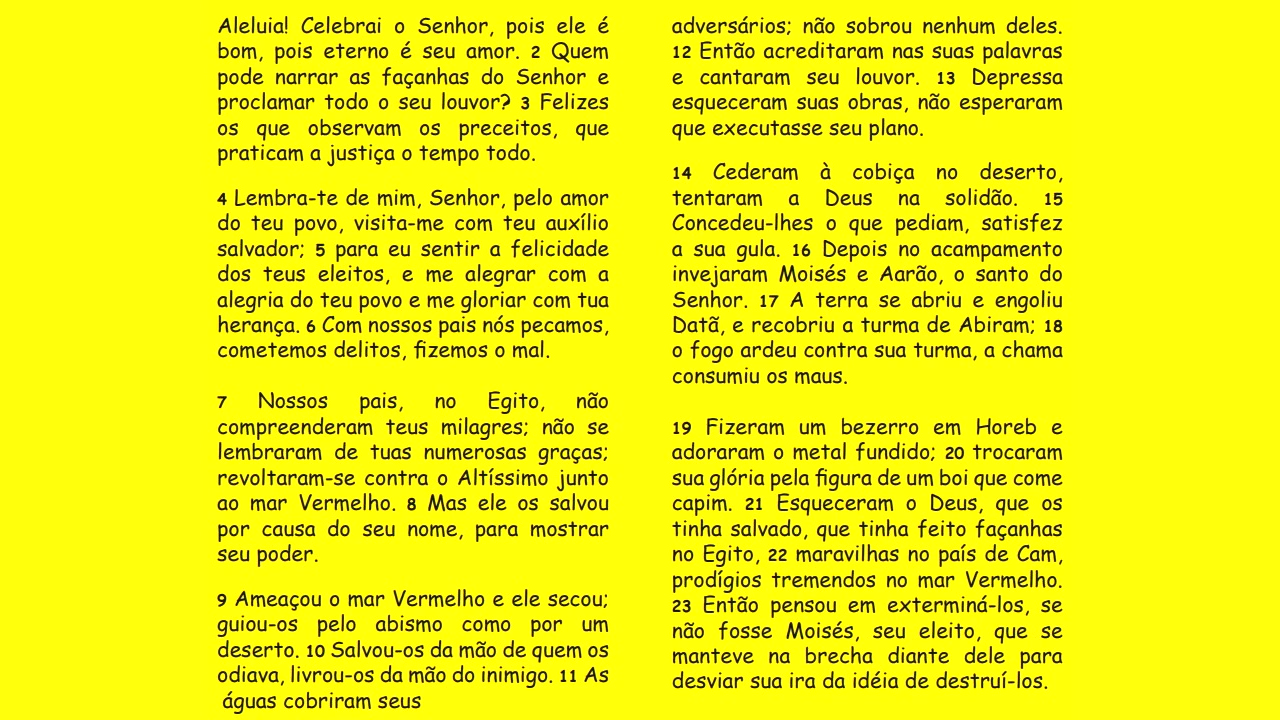 Aleluia! Celebrai o Senhor, pois ele é
bom, pois eterno é seu amor. 2 Quem
pode narrar as façanhas do Senhor e
proclamar todo o seu louvor? 3 Felizes
os que observam os preceitos, que
praticam a justiça o tempo todo.
4 Lembra-te de mim, Senhor, pelo amor
do teu povo, visita-me com teu auxílio
salvador; 5 para eu sentir a felicidade
dos teus eleitos, e me alegrar com a
alegria do teu povo e me gloriar com tua
herança. 6 Com nossos pais nós pecamos,
cometemos delitos, fizemos o mal.
7 Nossos pais, no Egito, não
compreenderam teus milagres; não se
lembraram de tuas numerosas graças;
revoltaram-se contra o Altíssimo junto
ao mar Vermelho. 8 Mas ele os salvou
por causa do seu nome, para mostrar
seu poder.
9 Ameaçou o mar Vermelho e ele secou;
guiou-os pelo abismo como por um
deserto. 10 Salvou-os da mão de quem os
odiava, livrou-os da mão do inimigo. 11 As
águas cobriram seus
adversários; não sobrou nenhum deles.
12 Então acreditaram nas suas palavras
e cantaram seu louvor. 13 Depressa
esqueceram suas obras, não esperaram
que executasse seu plano.
14 Cederam à cobiça no deserto,
tentaram a Deus na solidão. 15
Concedeu-lhes o que pediam, satisfez
a sua gula. 16 Depois no acampamento
invejaram Moisés e Aarão, o santo do
Senhor. 17 A terra se abriu e engoliu
Datã, e recobriu a turma de Abiram; 18
o fogo ardeu contra sua turma, a chama
consumiu os maus.
19 Fizeram um bezerro em Horeb e
adoraram o metal fundido; 20 trocaram
sua glória pela figura de um boi que come
capim. 21 Esqueceram o Deus, que os
tinha salvado, que tinha feito façanhas
no Egito, 22 maravilhas no país de Cam,
prodígios tremendos no mar Vermelho.
23 Então pensou em exterminá-los, se
não fosse Moisés, seu eleito, que se
manteve na brecha diante dele para
desviar sua ira da idéia de destruí-los.